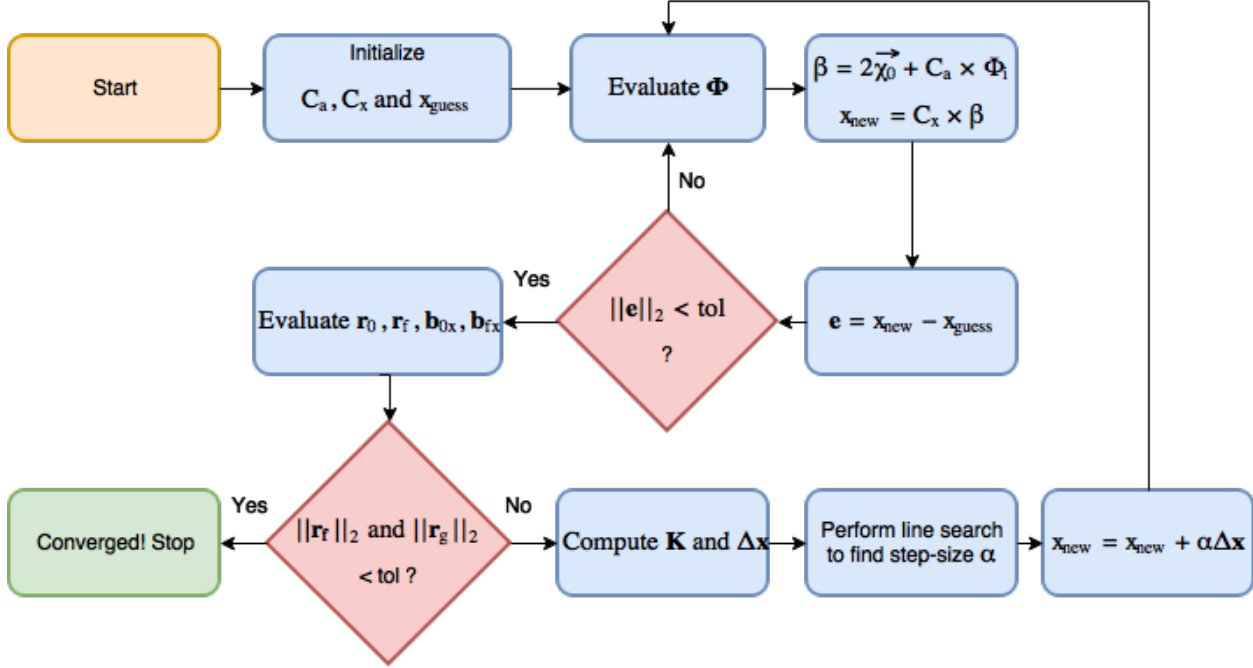 Start
Initialize
Cₐ , Cₓ and x_guess
Evaluate Φ
β = 2χ₀⃗ + Cₐ × Φᵢ
x_new = Cₓ × β
No
Yes
Evaluate r₀ , r_f , b₀ₓ, b_fx
||e||₂ < tol
?
e = x_new − x_guess
Yes
No
Converged! Stop
||r_f||₂ and ||r_g||₂
< tol ?
Compute K and Δx
Perform line search
to find step-size α
x_new = x_new + αΔx